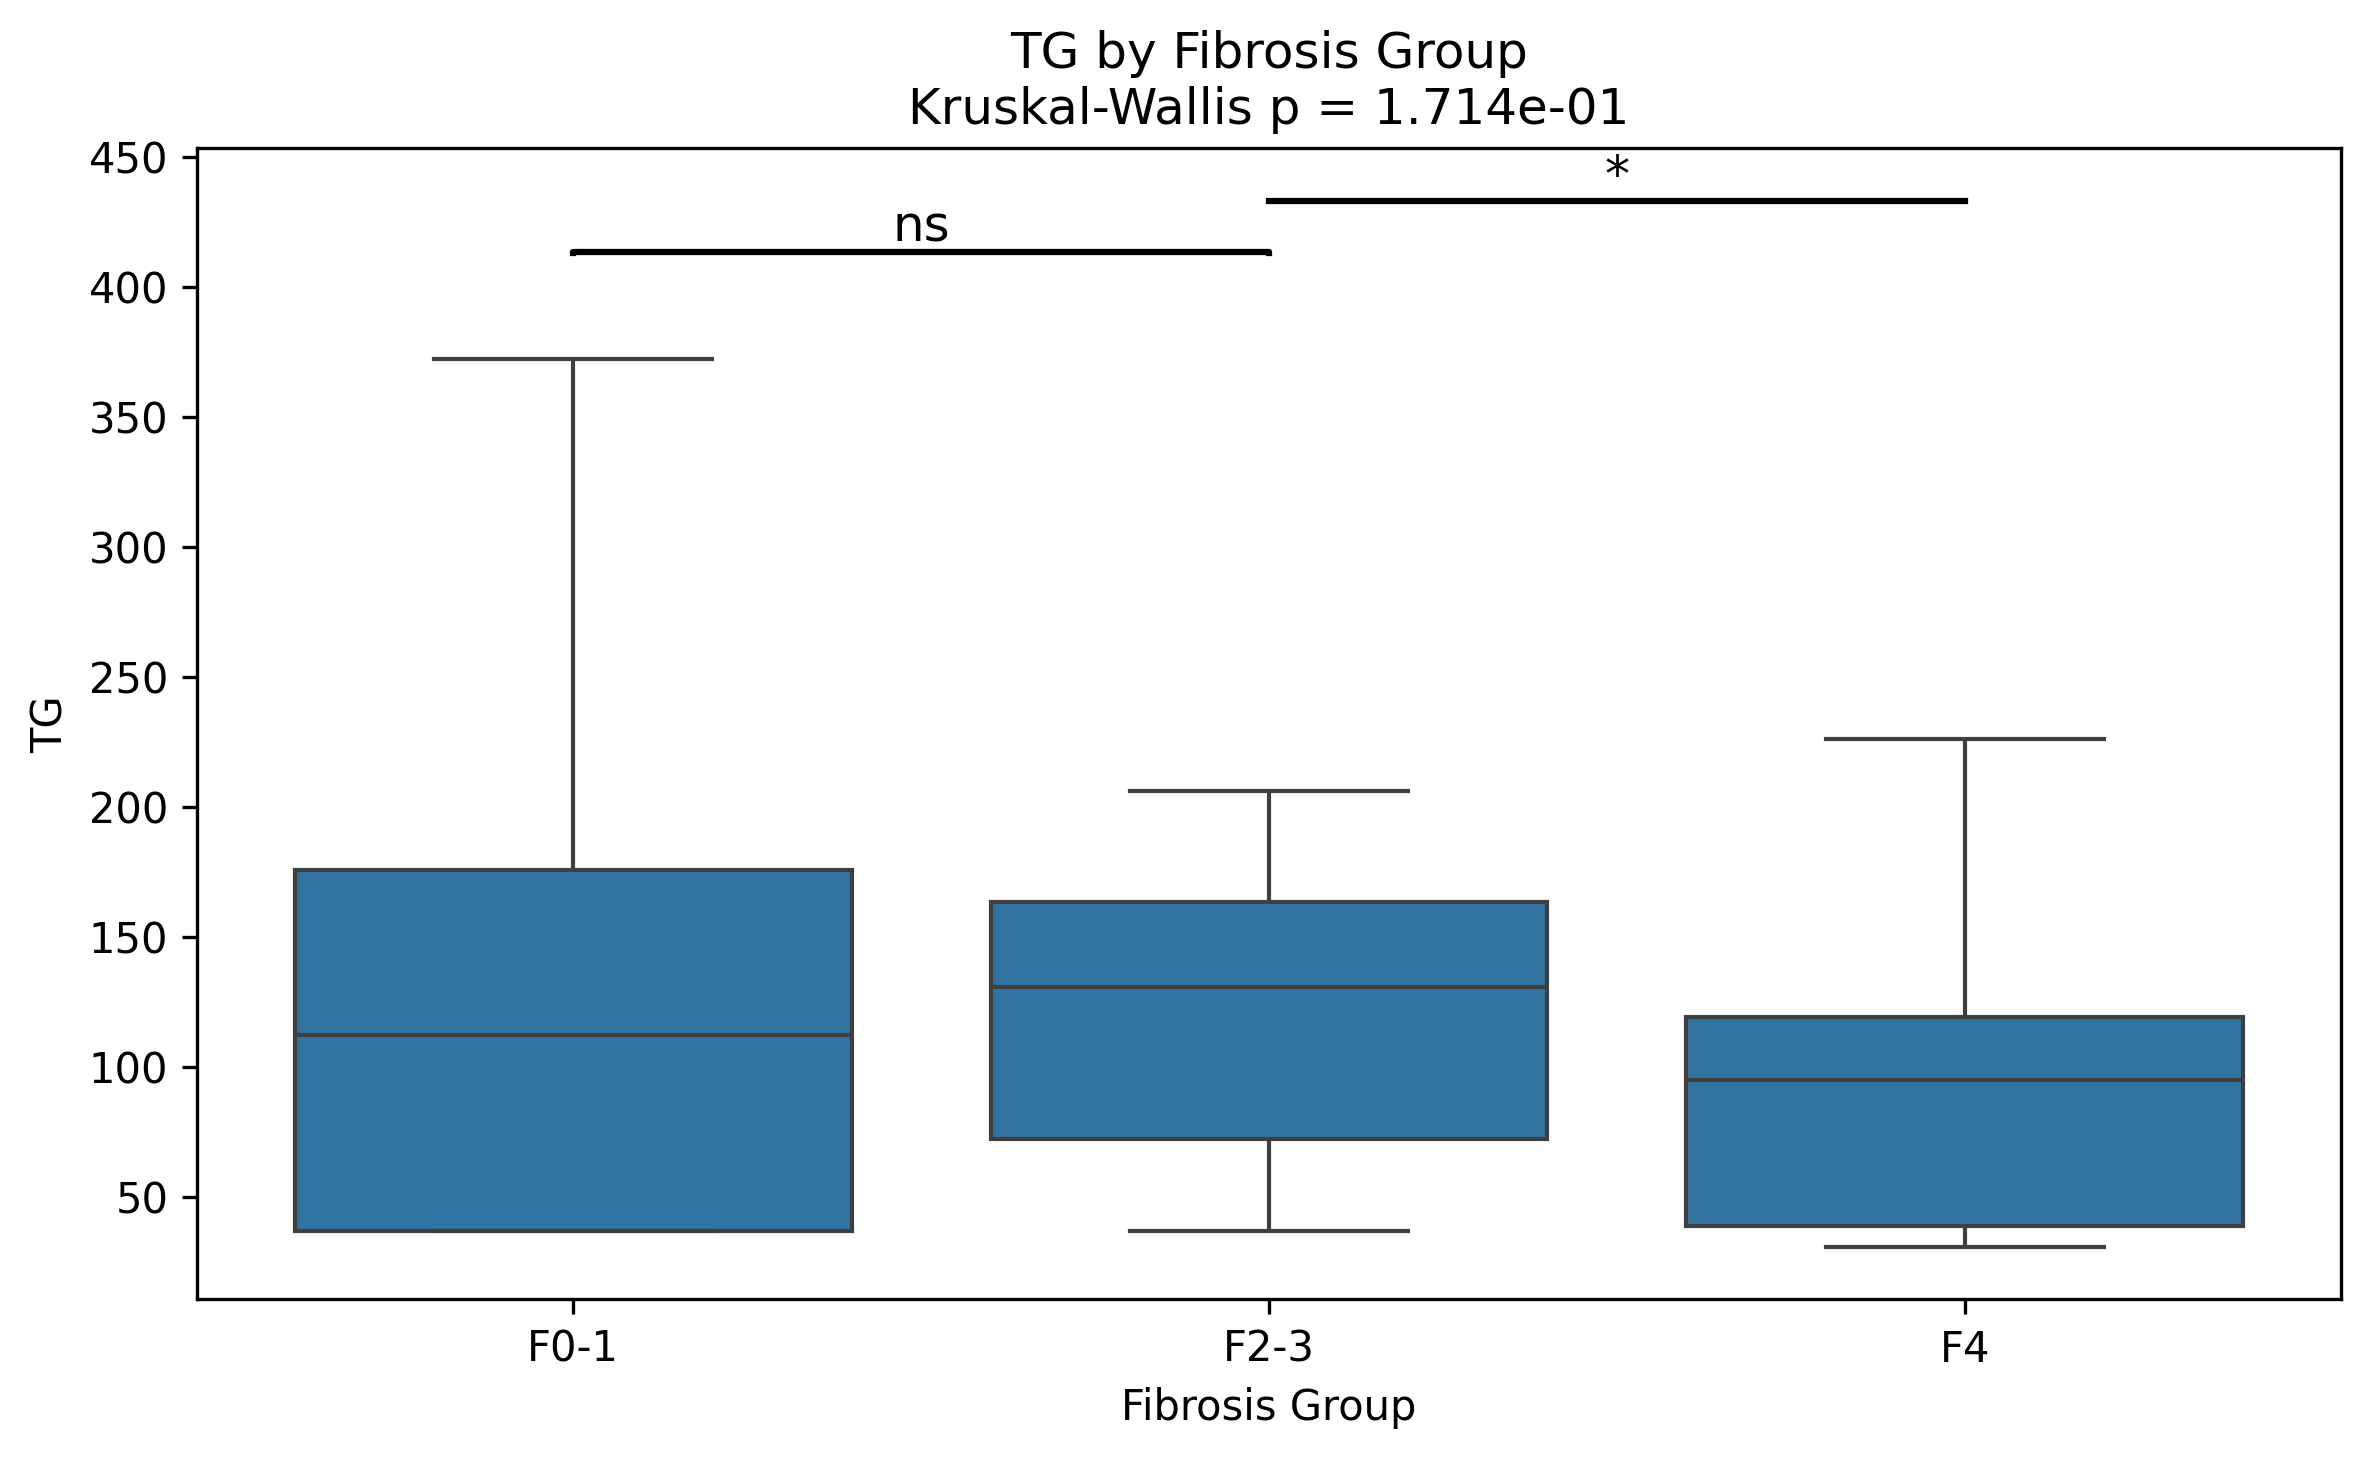 TG by Fibrosis Group
Kruskal-Wallis p = 1.714e-01
*
ns
450
400
350
300
250
200
150
100
50
TG
F0-1
F2-3
F4
Fibrosis Group